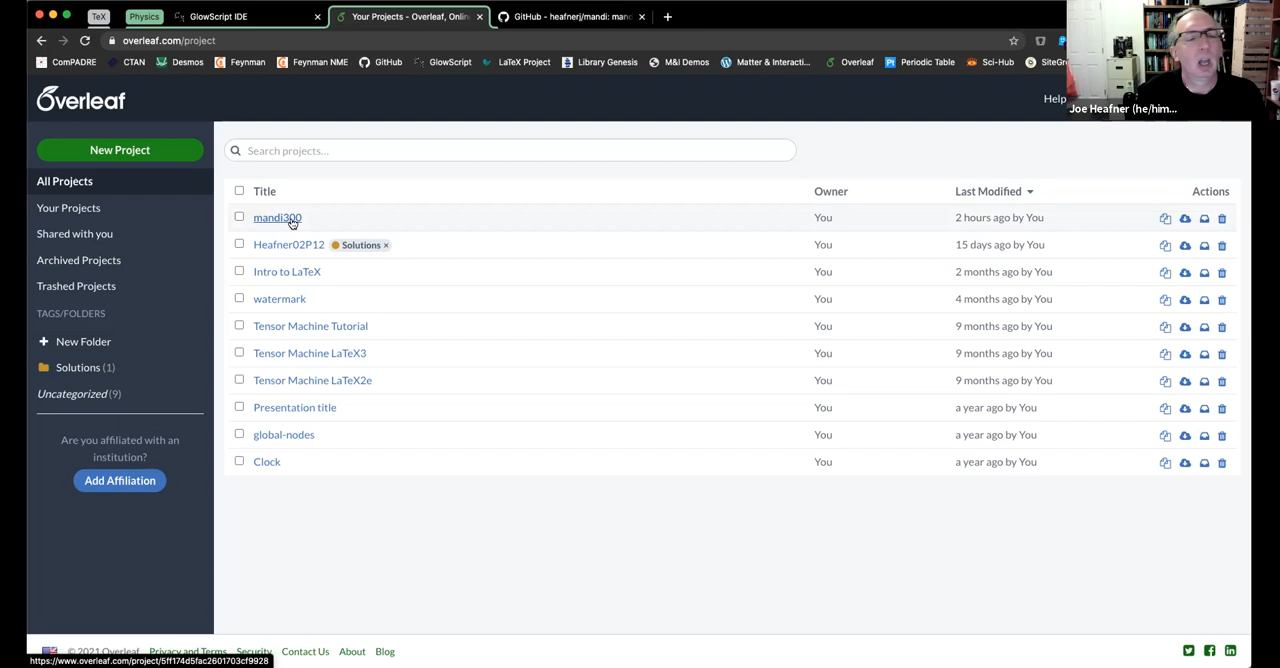 TeX Physics GlowScript IDE × Your Projects - Overleaf, Onlin × GitHub - heafnerj/mandi: mand ×
overleaf.com/project
ComPADRE CTAN Desmos Feynman Feynman NME GitHub GlowScript LaTeX Project Library Genesis M&I Demos Matter & Interacti... Overleaf Periodic Table Sci-Hub SiteGro
Overleaf
Help
Joe Heafner (he/him...
New Project
Search projects...
All Projects
Your Projects
Shared with you
Archived Projects
Trashed Projects
TAGS/FOLDERS
New Folder
Solutions (1)
Uncategorized (9)
Are you affiliated with an
institution?
Add Affiliation
Title Owner Last Modified Actions
mandi300 You 2 hours ago by You
Heafner02P12 Solutions × You 15 days ago by You
Intro to LaTeX You 2 months ago by You
watermark You 4 months ago by You
Tensor Machine Tutorial You 9 months ago by You
Tensor Machine LaTeX3 You 9 months ago by You
Tensor Machine LaTeX2e You 9 months ago by You
Presentation title You a year ago by You
global-nodes You a year ago by You
Clock You a year ago by You
© 2021 Overleaf Privacy and Terms Security Contact Us About Blog
https://www.overleaf.com/project/5ff174d5fac2601703cf9928